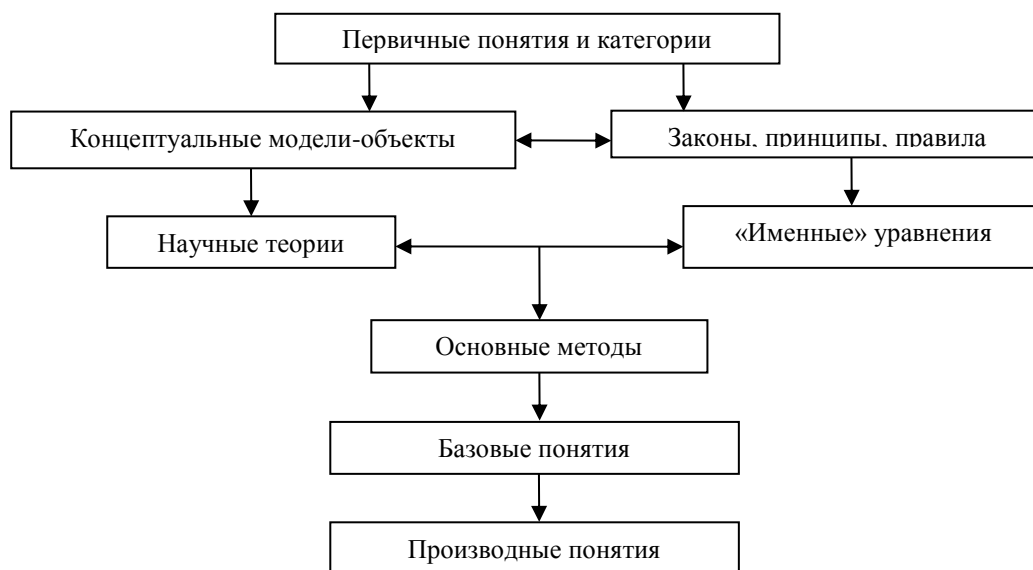 Первичные понятия и категории
Концептуальные модели-объекты
Законы, принципы, правила
Научные теории
«Именные» уравнения
Основные методы
Базовые понятия
Производные понятия